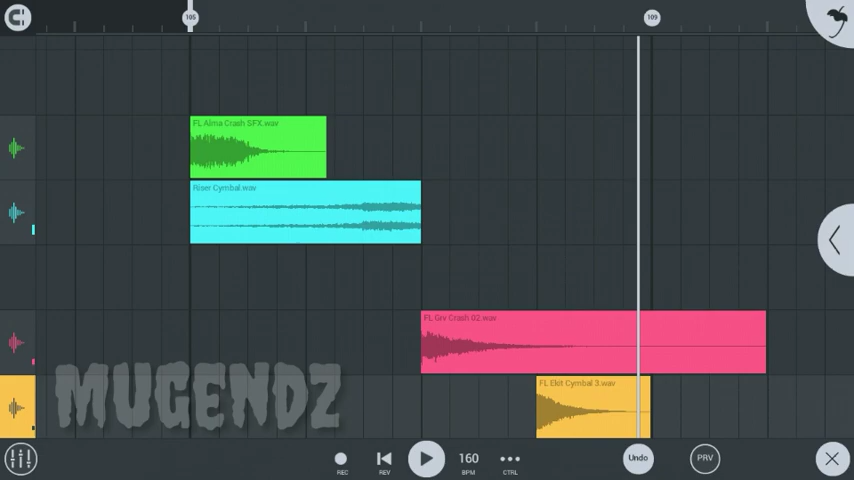 105
109
FL Alma Crash SFX.wav
Riser Cymbal.wav
FL Grv Crash 02.wav
FL Ekit Cymbal 3.wav
MUGENDZ
REC
REV
160
BPM
CTRL
Undo
PRV